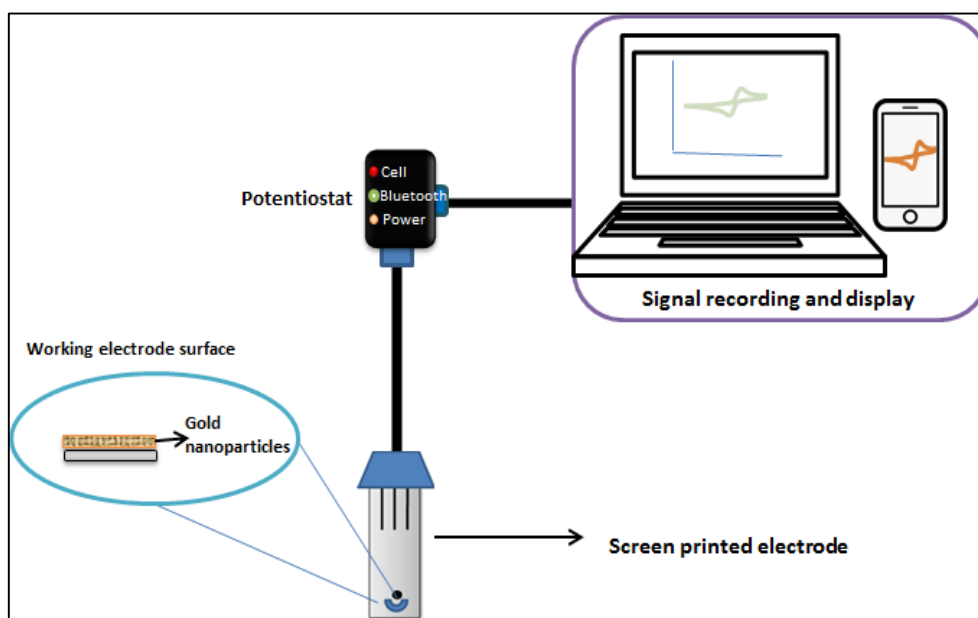 Potentiostat
Cell
Bluetooth
Power
Signal recording and display
Working electrode surface
Gold
nanoparticles
Screen printed electrode